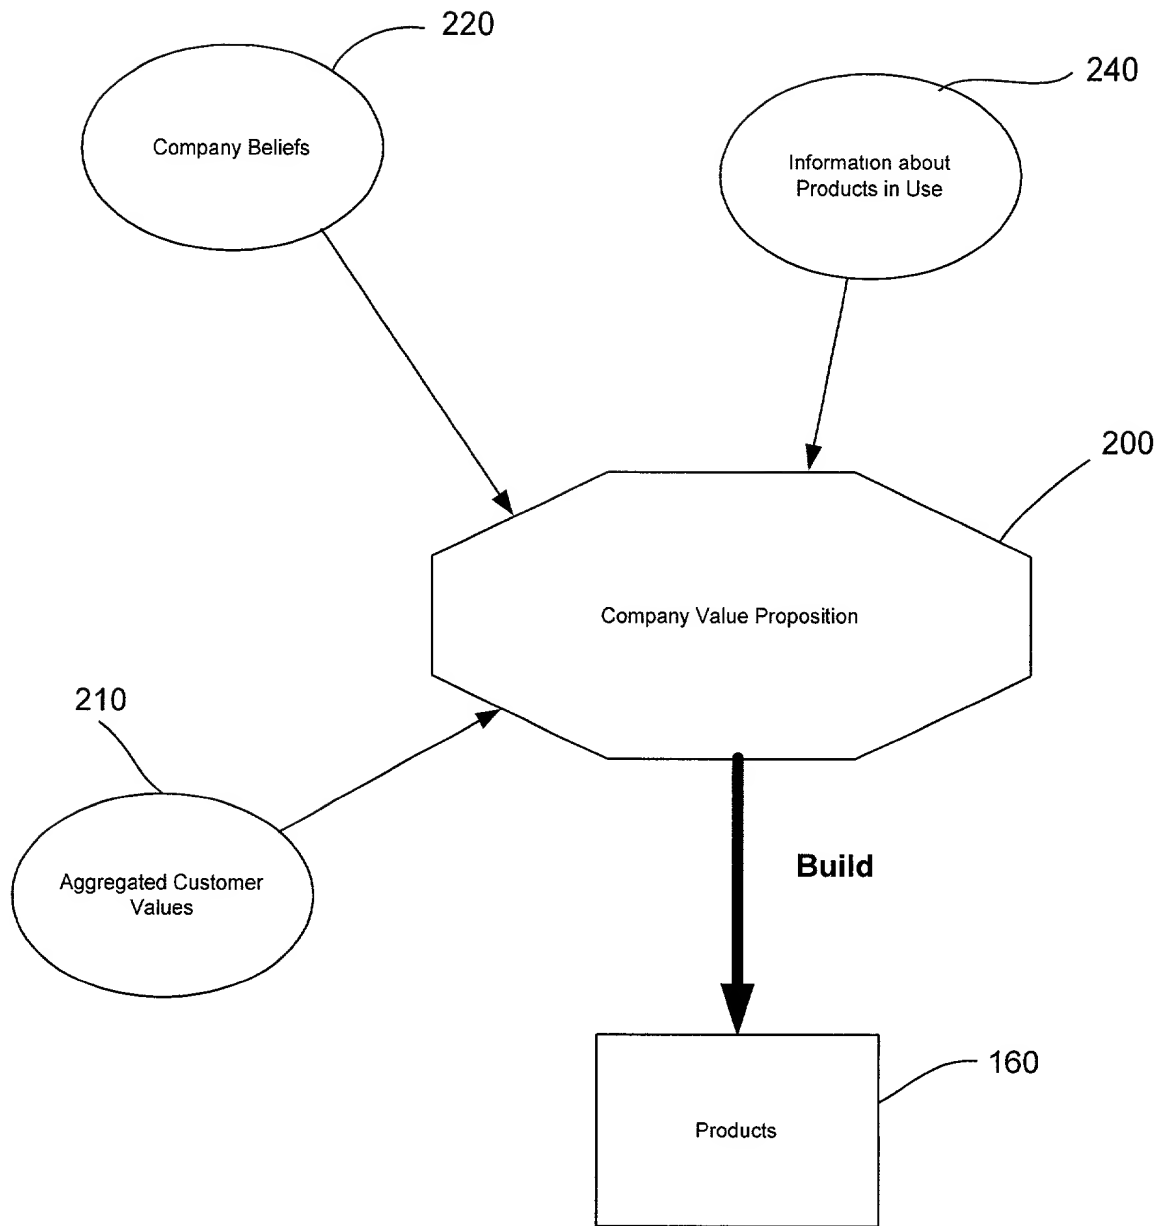 220
240
Company Beliefs
Information about
Products in Use
200
Company Value Proposition
210
Build
Aggregated Customer
Values
160
Products